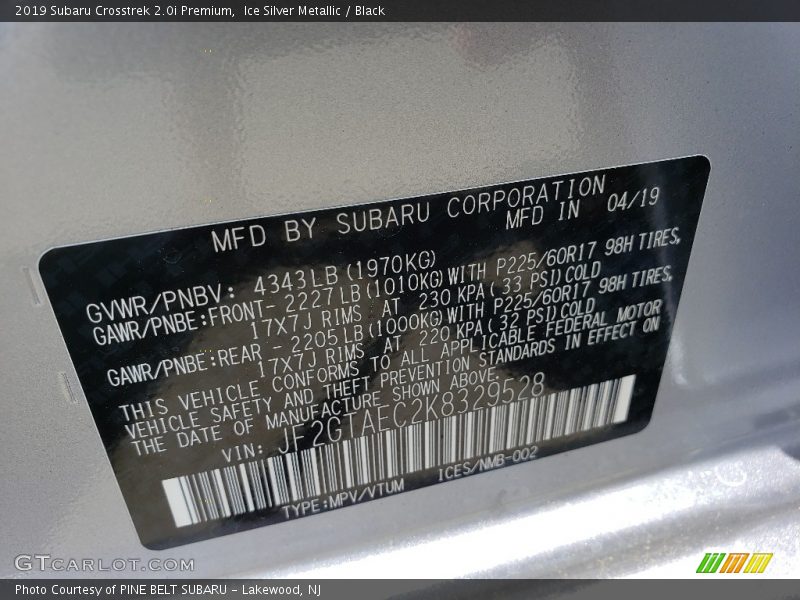 2019 Subaru Crosstrek 2.0i Premium, Ice Silver Metallic / Black
MFD BY SUBARU CORPORATION
MFD IN 04/19
GVWR/PNBV: 4343LB(1970KG)
GAWR/PNBE:FRONT- 2227LB(1010KG)WITH P225/60R17 98H TIRES,
17X7J RIMS AT 230 KPA( 33 PSI)COLD
GAWR/PNBE:REAR - 2205LB(1000KG)WITH P225/60R17 98H TIRES,
17X7J RIMS AT 220 KPA( 32 PSI)COLD
THIS VEHICLE CONFORMS TO ALL APPLICABLE FEDERAL MOTOR
VEHICLE SAFETY AND THEFT PREVENTION STANDARDS IN EFFECT ON
THE DATE OF MANUFACTURE SHOWN ABOVE.
VIN: JF2GTAEC2K8329528
TYPE:MPV/VTUM ICES/NMB-002
GTCARLOT.COM
Photo Courtesy of PINE BELT SUBARU - Lakewood, NJ